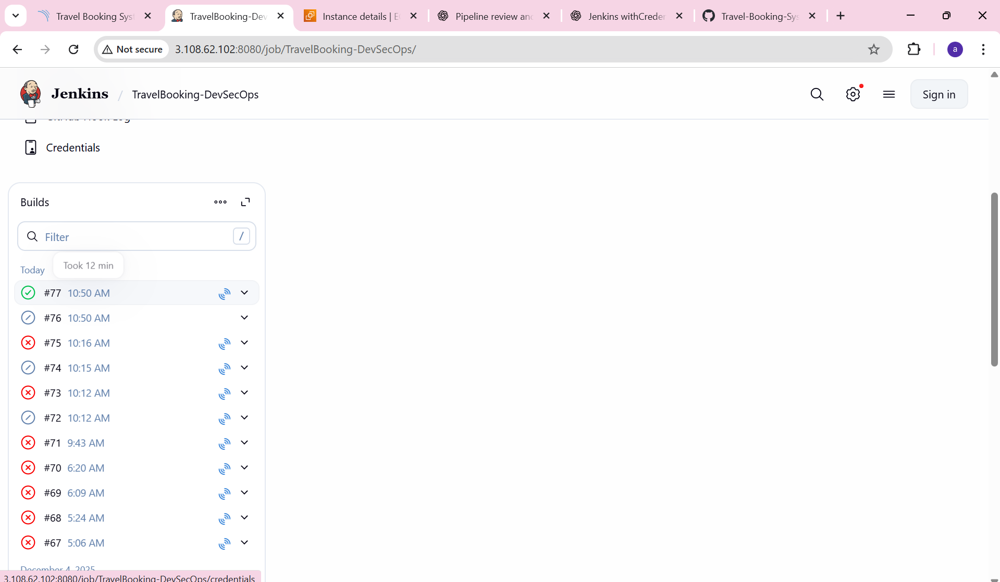 Travel Booking Sys
TravelBooking-Dev
Instance details | E
Pipeline review an
Jenkins withCreder
Travel-Booking-Sys
Not secure
3.108.62.102:8080/job/TravelBooking-DevSecOps/
a
Jenkins / TravelBooking-DevSecOps
Sign in
GitHub Hook Log
Credentials
Builds
Filter
/
Took 12 min
Today
#77 10:50 AM
#76 10:50 AM
#75 10:16 AM
#74 10:15 AM
#73 10:12 AM
#72 10:12 AM
#71 9:43 AM
#70 6:20 AM
#69 6:09 AM
#68 5:24 AM
#67 5:06 AM
December 4, 2025
3.108.62.102:8080/job/TravelBooking-DevSecOps/credentials